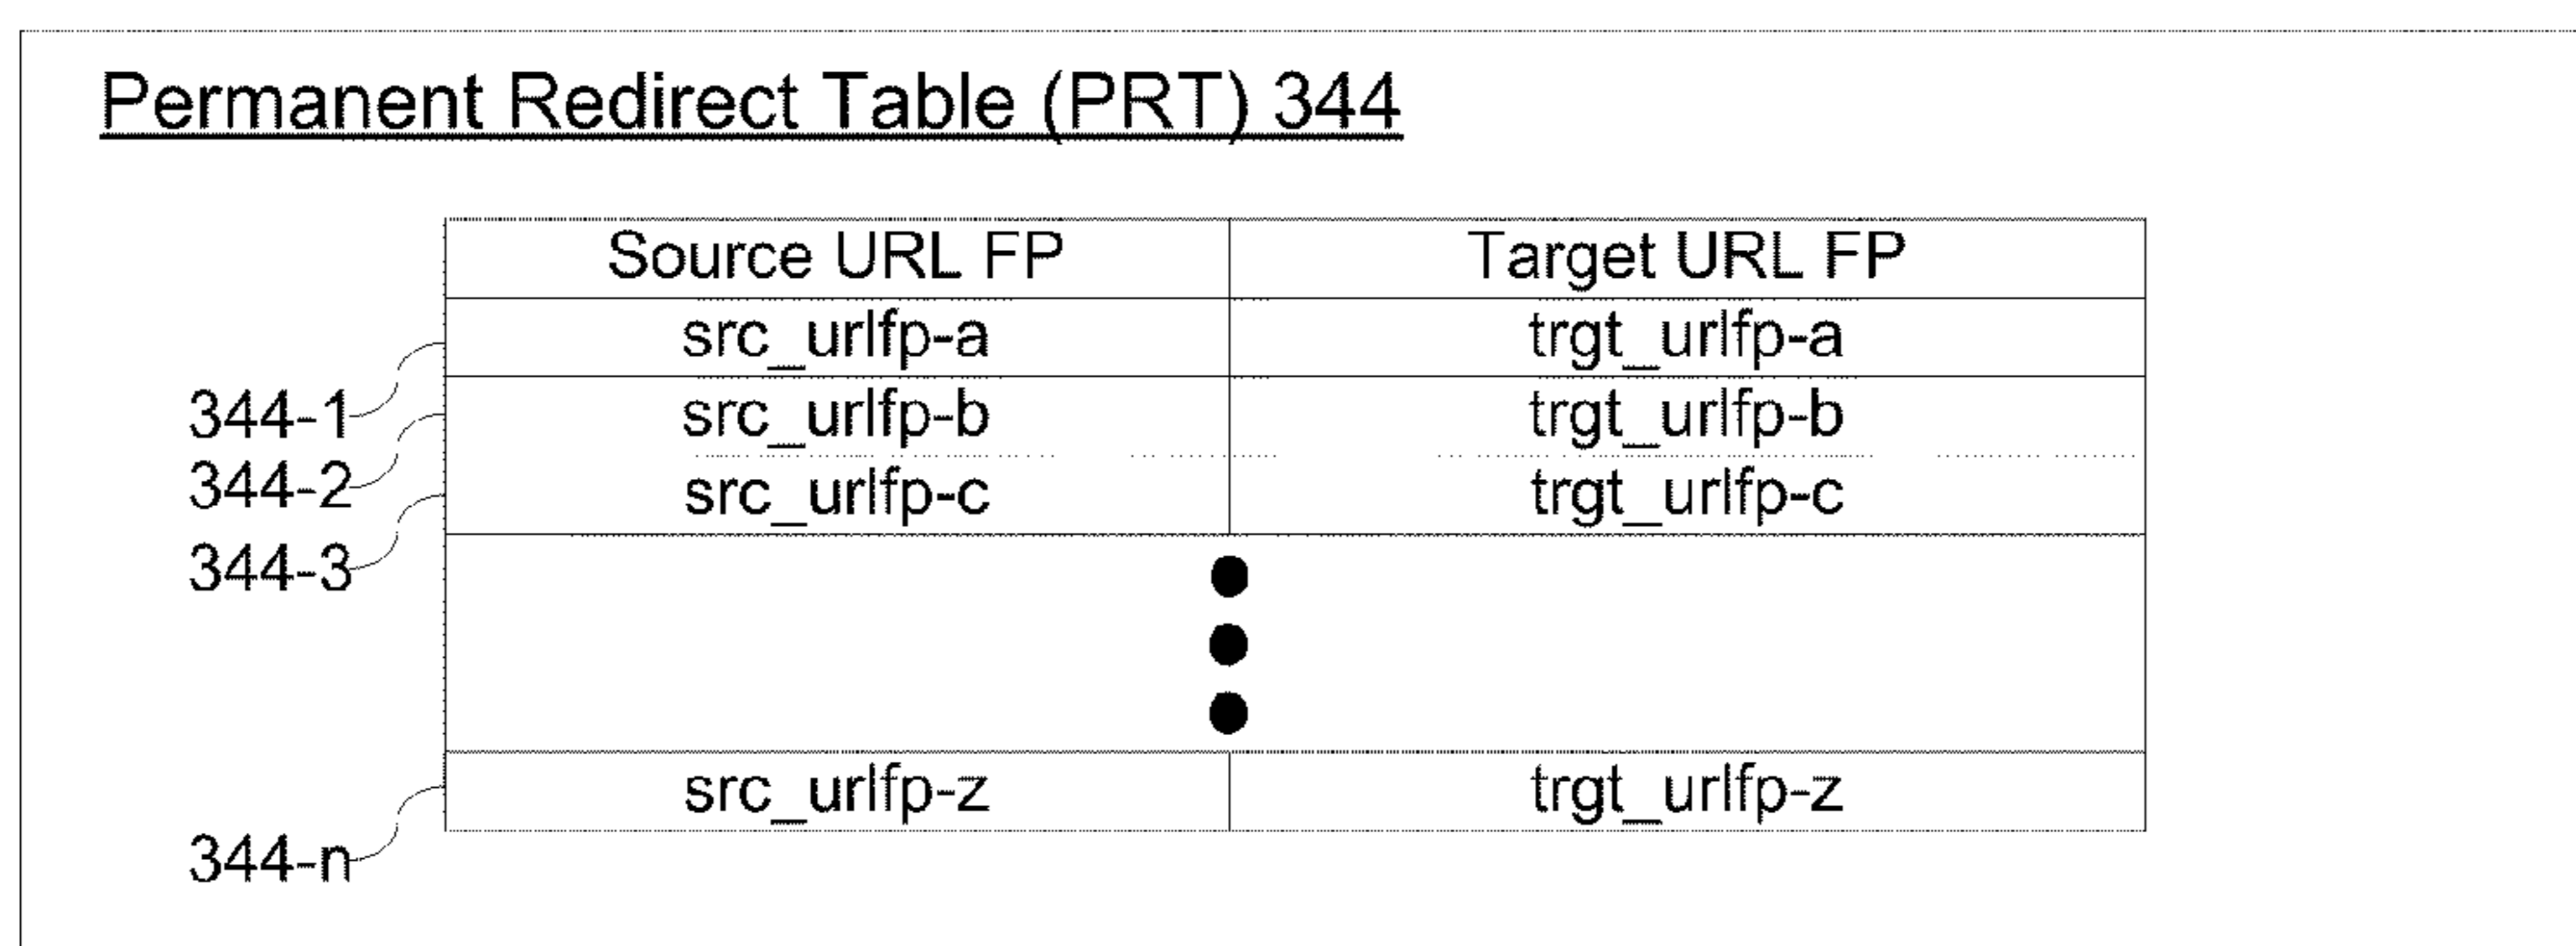 Permanent Redirect Table (PRT) 344
Source URL FP Target URL FP
src_urlfp-a trgt_urlfp-a
344-1 src_urlfp-b trgt_urlfp-b
344-2 src_urlfp-c trgt_urlfp-c
344-3
src_urlfp-z trgt_urlfp-z
344-n